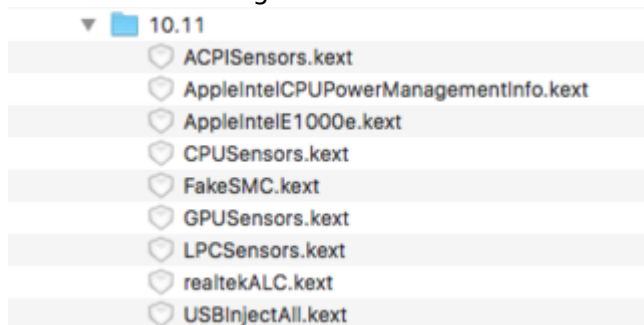 10.11
ACPISensors.kext
AppleIntelCPUPowerManagementInfo.kext
AppleIntelE1000e.kext
CPUSensors.kext
FakeSMC.kext
GPUSensors.kext
LPCSensors.kext
realtekALC.kext
USBInjectAll.kext